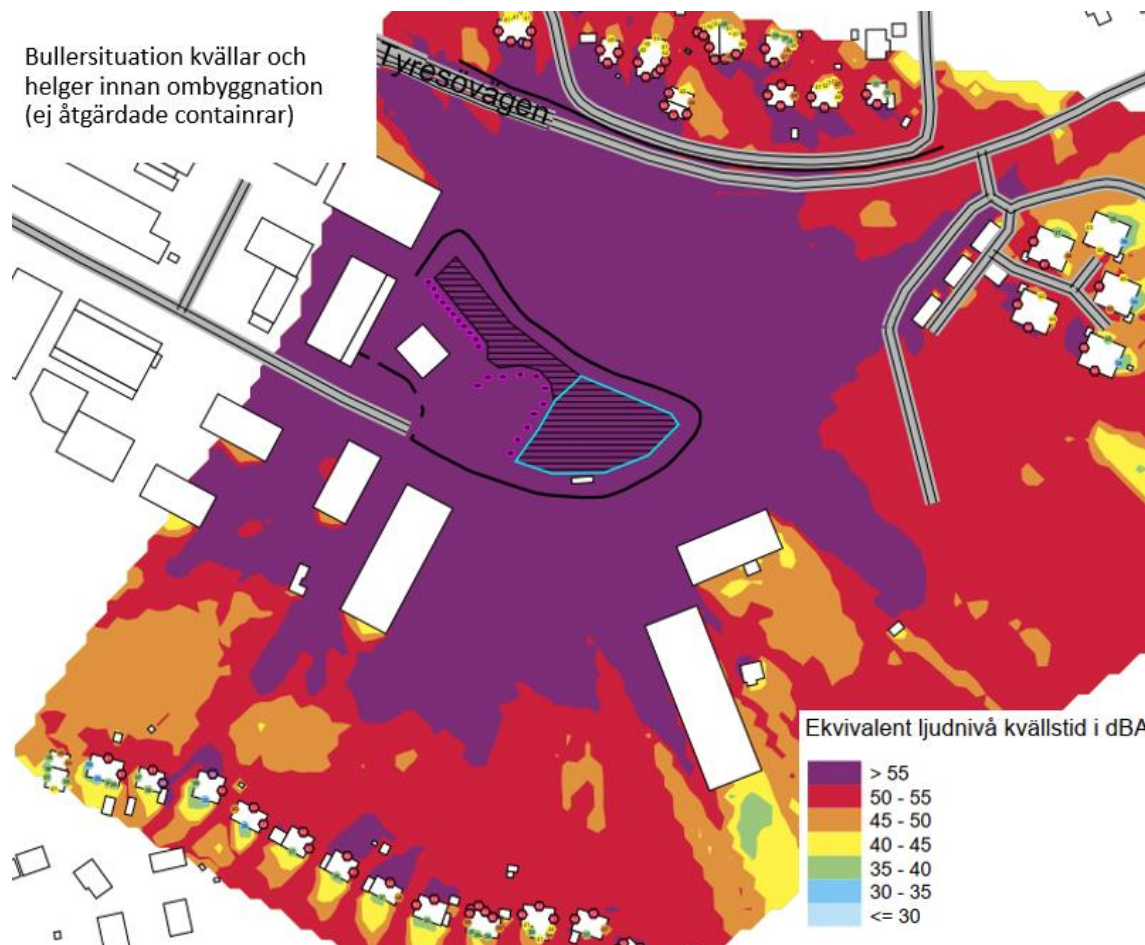 Bullersituation kvällar och
helger innan ombyggnation
(ej åtgärdade containrar)
Tyresövägen
Ekvivalent ljudnivå kvällstid i dBA
> 55
50 - 55
45 - 50
40 - 45
35 - 40
30 - 35
<= 30